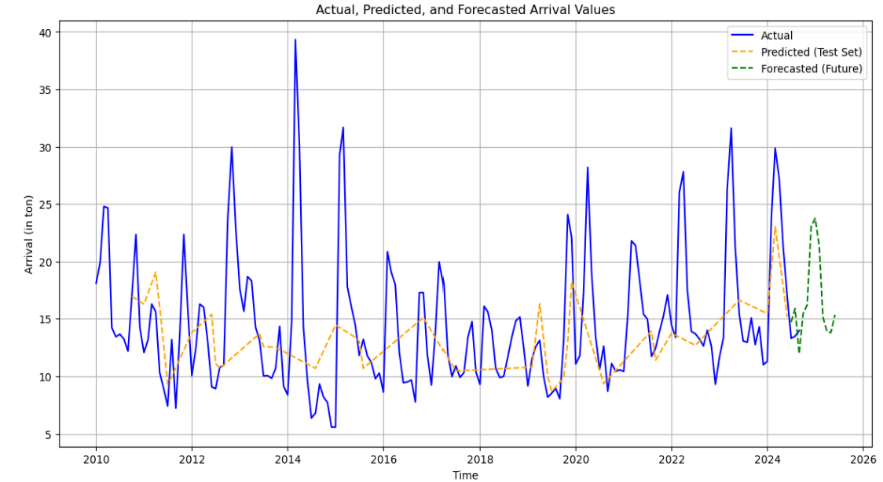 Actual, Predicted, and Forecasted Arrival Values
Actual
Predicted (Test Set)
Forecasted (Future)
Arrival (in ton)
40
35
30
25
20
15
10
5
2010 2012 2014 2016 2018 2020 2022 2024 2026
Time